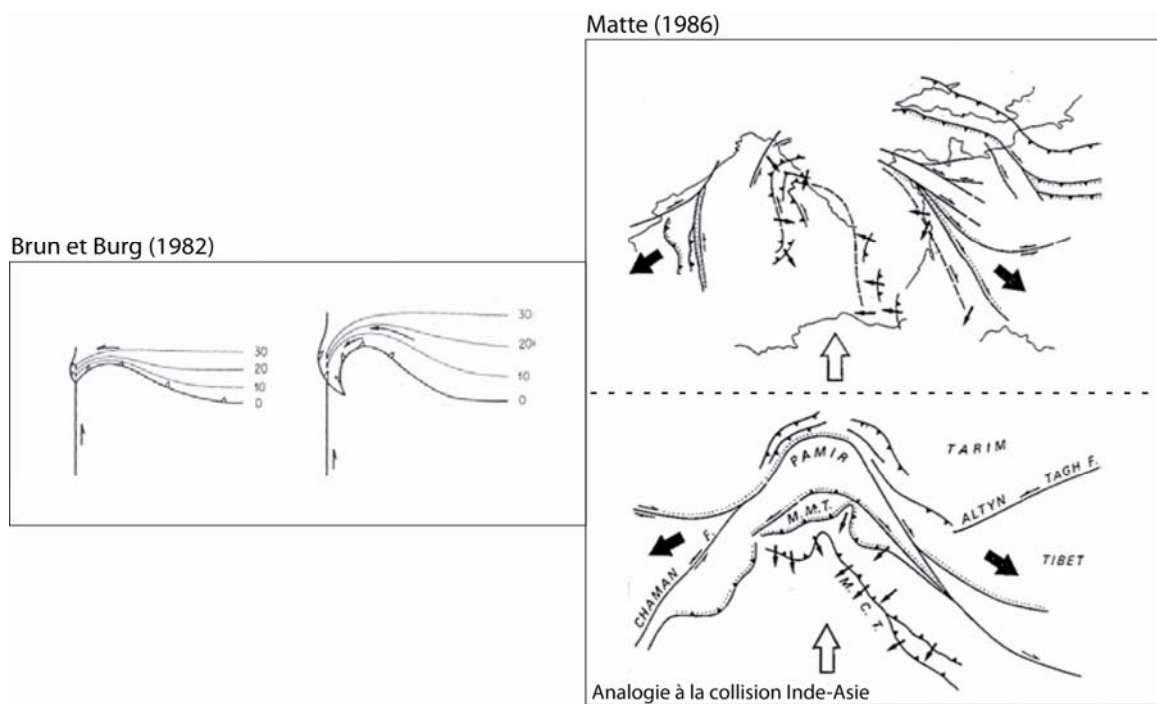 Matte (1986)
Brun et Burg (1982)
30
20
10
0
30
20
10
0
PAMIR
TARIM
ALTYN TAGH F.
M.M.T.
CHAMAN F.
TIBET
M.C.T.
Analogie à la collision Inde-Asie